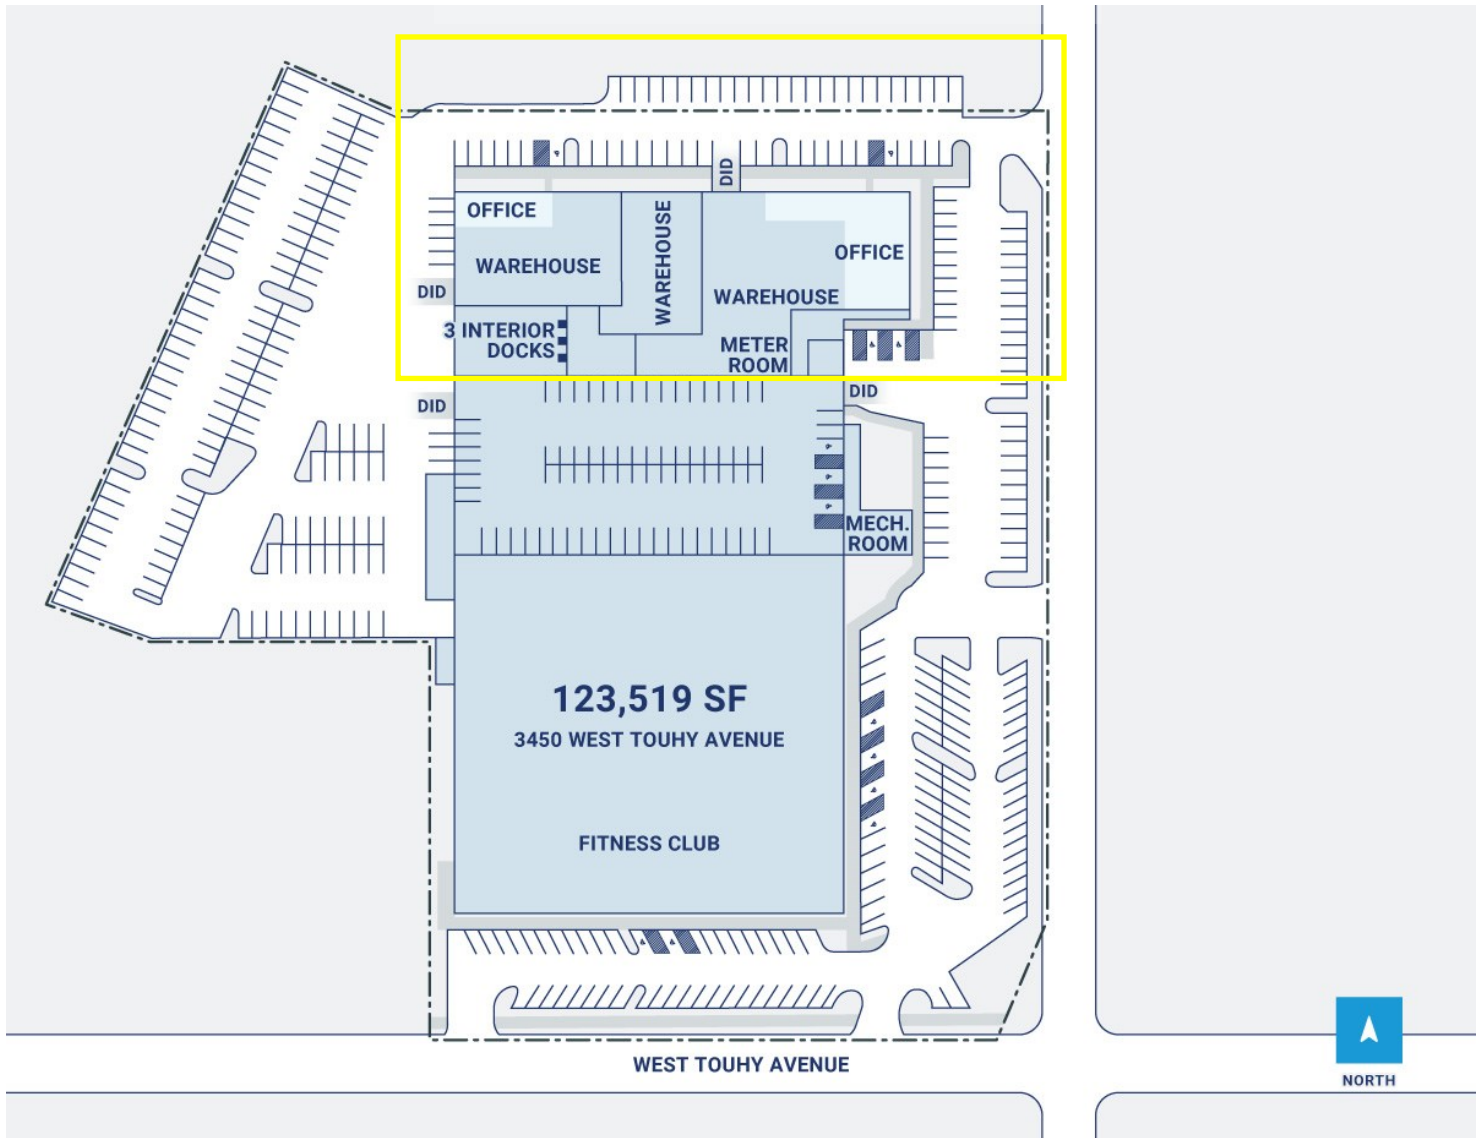 DID
OFFICE
WAREHOUSE
WAREHOUSE
OFFICE
WAREHOUSE
DID
3 INTERIOR
DOCKS
METER
ROOM
DID
DID
MECH.
ROOM
123,519 SF
3450 WEST TOUHY AVENUE
FITNESS CLUB
WEST TOUHY AVENUE
NORTH